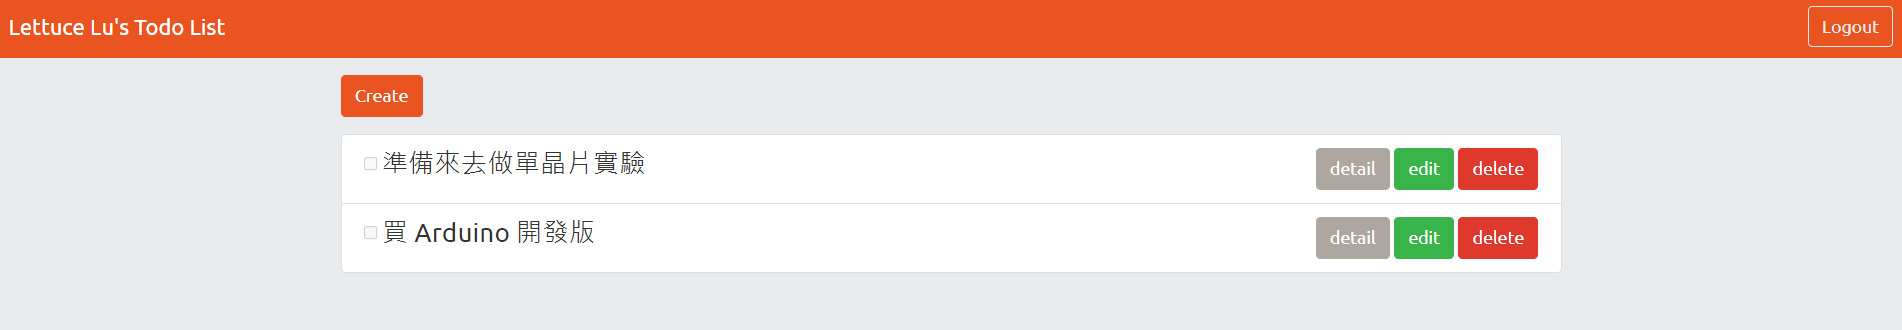 Lettuce Lu's Todo List Logout
Create
準備來去做單晶片實驗 detail edit delete
買 Arduino 開發版 detail edit delete